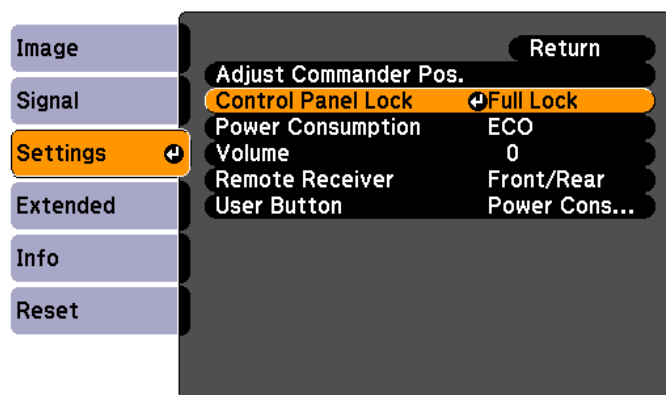 Image
Signal
Settings
Extended
Info
Reset
Return
Adjust Commander Pos.
Control Panel Lock Full Lock
Power Consumption ECO
Volume 0
Remote Receiver Front/Rear
User Button Power Cons...